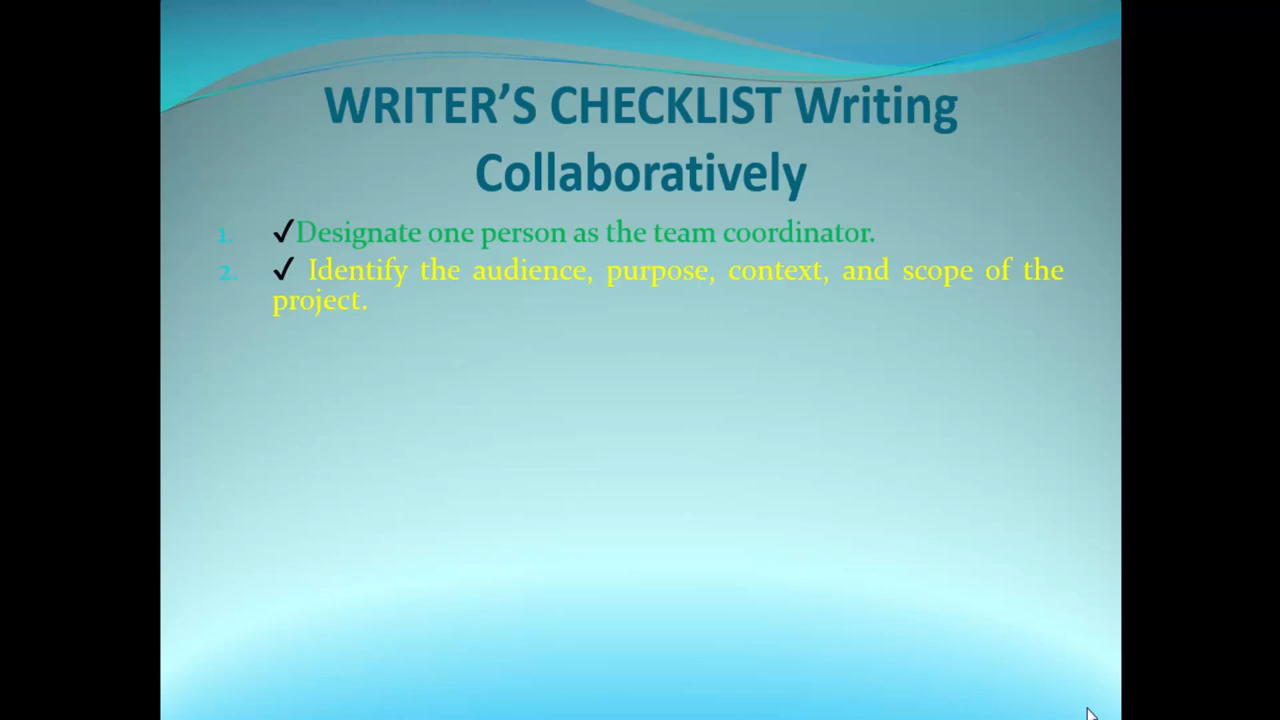 WRITER’S CHECKLIST Writing
Collaboratively
1. ✓Designate one person as the team coordinator.
2. ✓ Identify the audience, purpose, context, and scope of the
project.